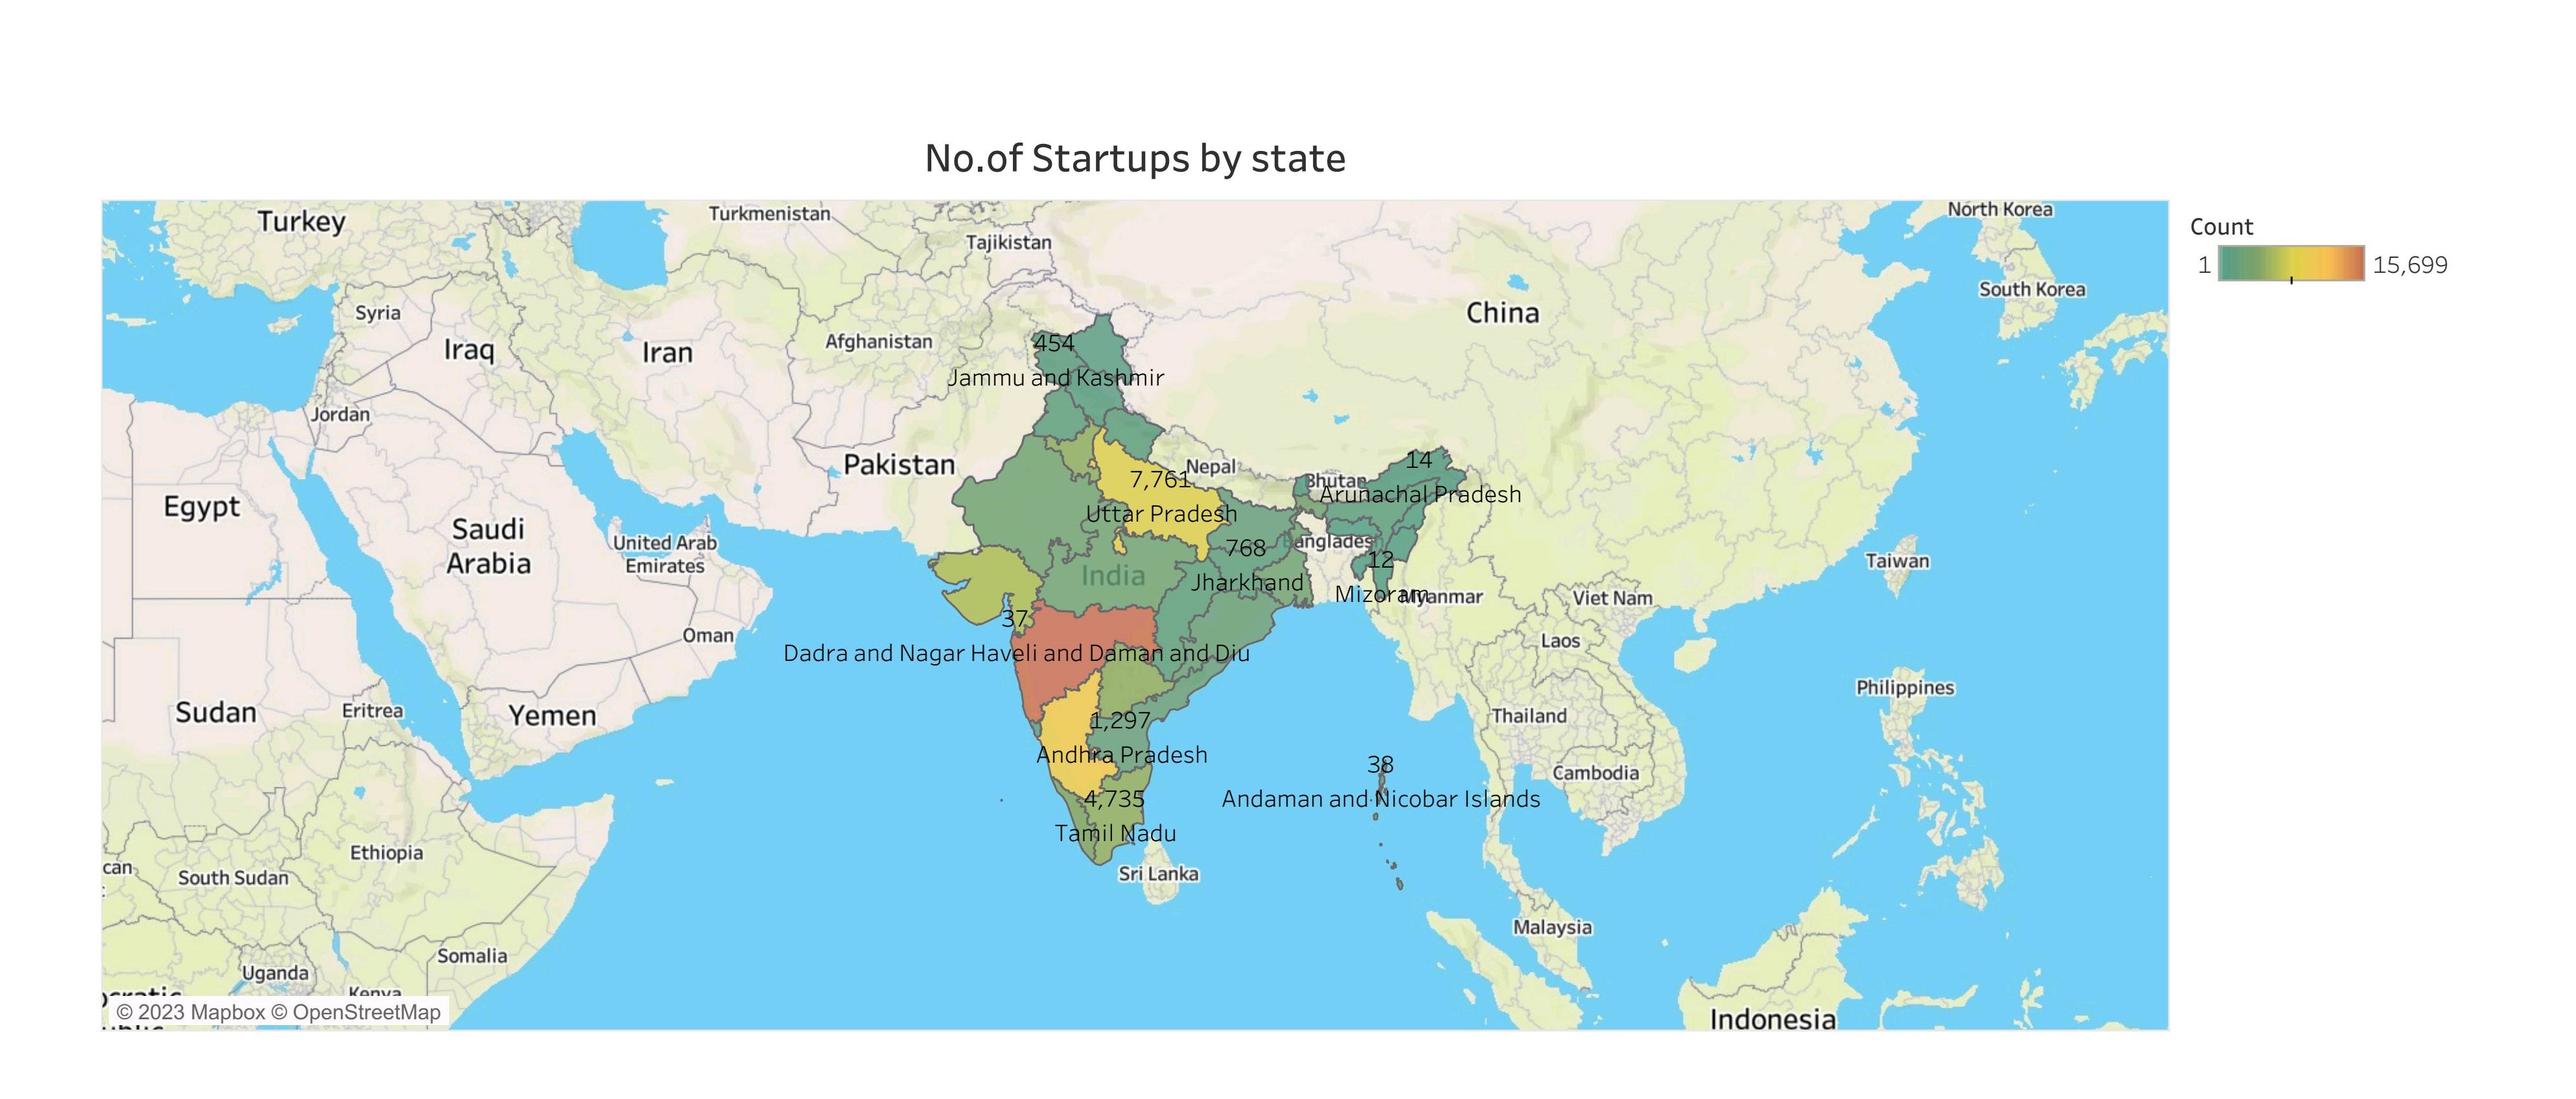 No.of Startups by state
Count
1
15,699
Turkey
Turkmenistan
Tajikistan
North Korea
South Korea
China
Syria
Iraq
Iran
Afghanistan
454
Jammu and Kashmir
Jordan
Pakistan
Nepal
Bhutan
14
Arunachal Pradesh
7,761
Uttar Pradesh
Egypt
Saudi
Arabia
United Arab
Emirates
768
Jharkhand
Bangladesh
12
Mizoram
Myanmar
India
Taiwan
Viet Nam
Laos
Oman
37
Dadra and Nagar Haveli and Daman and Diu
Sudan
Eritrea
Yemen
1,297
Andhra Pradesh
Thailand
Philippines
Cambodia
38
Andaman and Nicobar Islands
4,735
Tamil Nadu
Sri Lanka
can
South Sudan
Ethiopia
Malaysia
Somalia
Uganda
Kenya
Indonesia
© 2023 Mapbox © OpenStreetMap